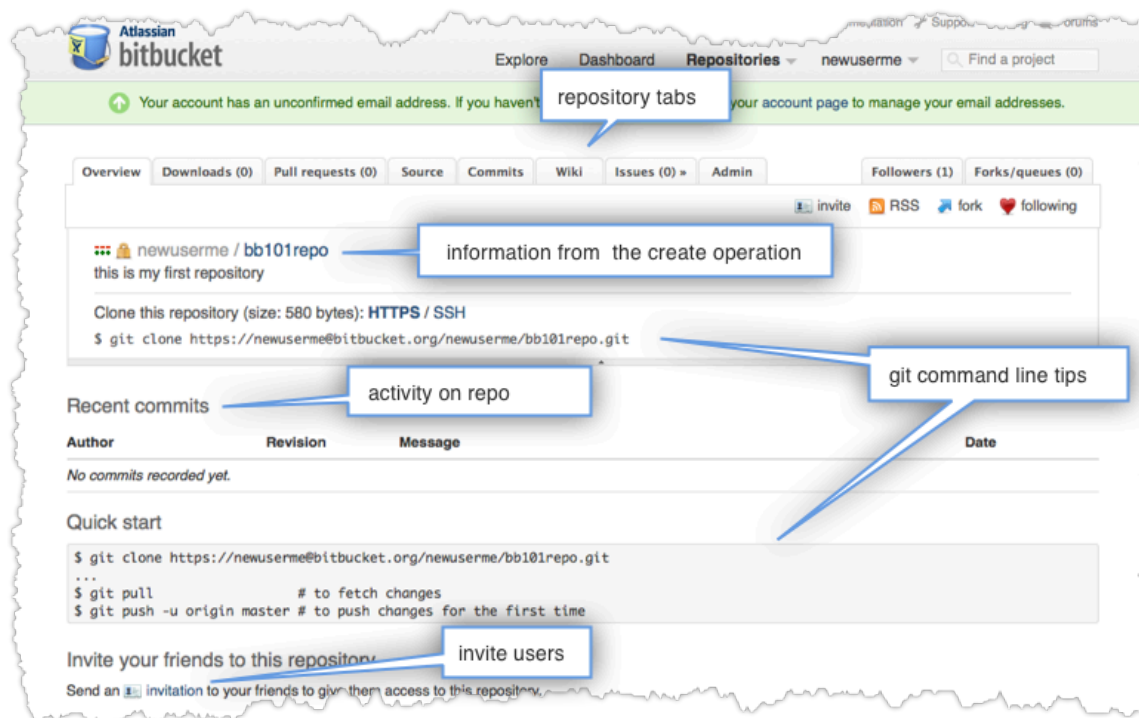 Atlassian
bitbucket
Support
Explore Dashboard Repositories newuserme Find a project
Your account has an unconfirmed email address. If you haven't your account page to manage your email addresses.
repository tabs
Overview Downloads (0) Pull requests (0) Source Commits Wiki Issues (0) » Admin Followers (1) Forks/queues (0)
invite RSS fork following
newuserme / bb101repo
information from the create operation
this is my first repository
Clone this repository (size: 580 bytes): HTTPS / SSH
$ git clone https://newuserme@bitbucket.org/newuserme/bb101repo.git
git command line tips
activity on repo
Recent commits
Author Revision Message Date
No commits recorded yet.
Quick start
$ git clone https://newuserme@bitbucket.org/newuserme/bb101repo.git
...
$ git pull # to fetch changes
$ git push -u origin master # to push changes for the first time
invite users
Invite your friends to this repository
Send an invitation to your friends to give them access to this repository.